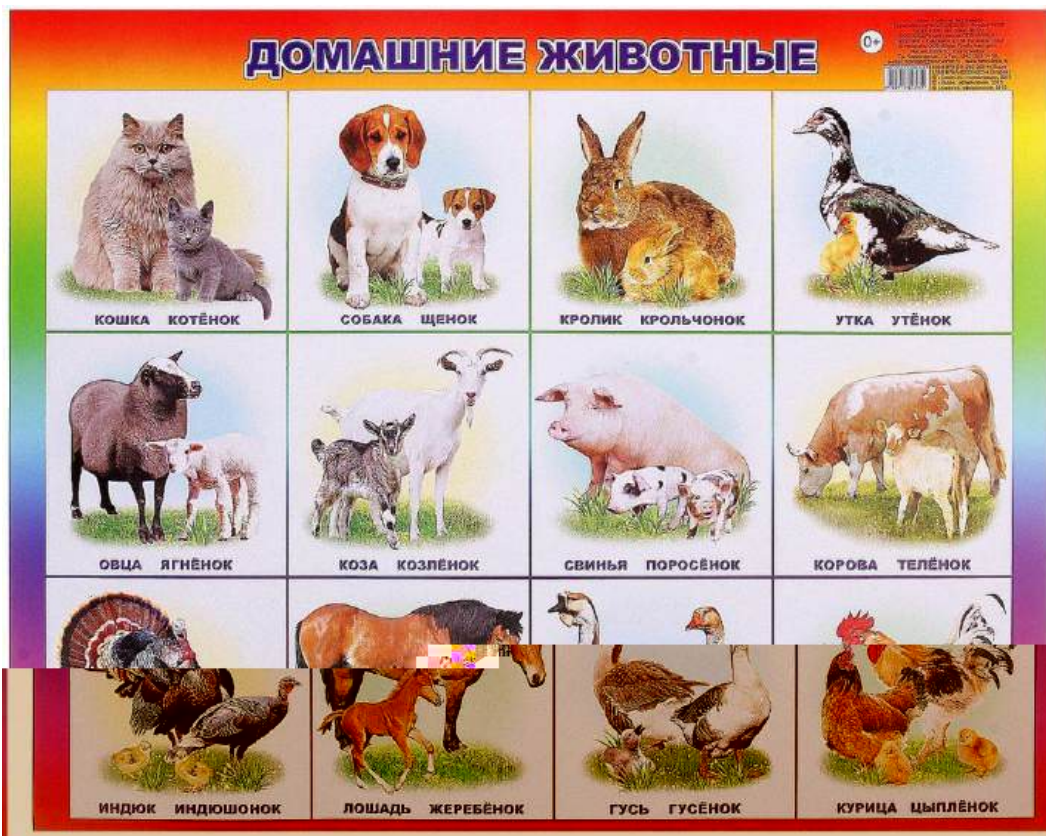 ДОМАШНИЕ ЖИВОТНЫЕ
0+
КОШКА КОТЁНОК
СОБАКА ЩЕНОК
КРОЛИК КРОЛЬЧОНОК
УТКА УТЁНОК
ОВЦА ЯГНЁНОК
КОЗА КОЗЛЁНОК
СВИНЬЯ ПОРОСЁНОК
КОРОВА ТЕЛЁНОК
ИНДЮК ИНДЮШОНОК
ЛОШАДЬ ЖЕРЕБЁНОК
ГУСЬ ГУСЁНОК
КУРИЦА ЦЫПЛЁНОК